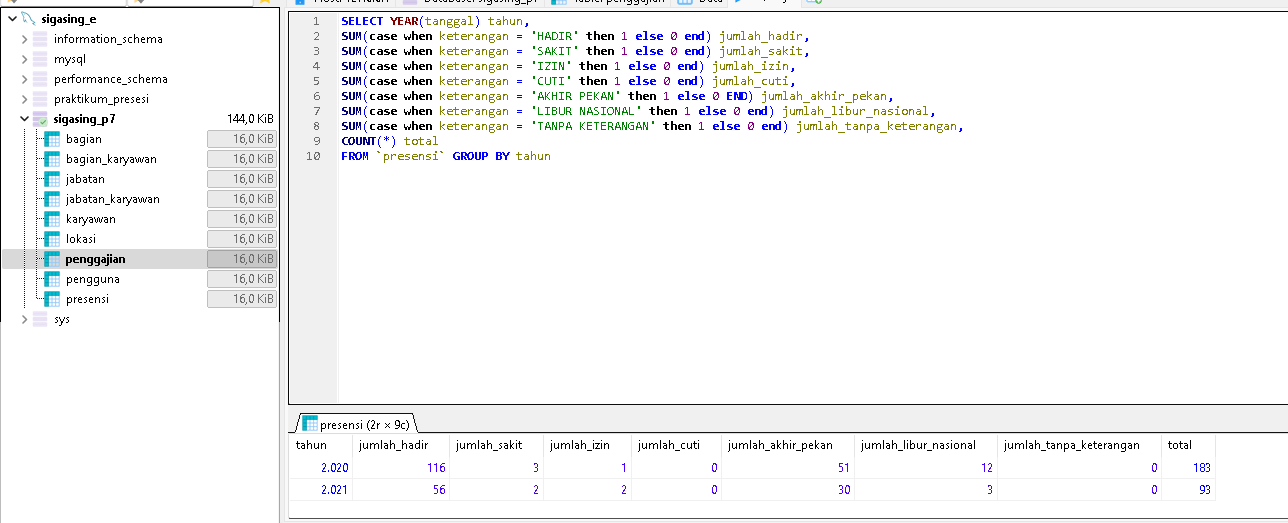 sigasing_e
information_schema
mysql
performance_schema
praktikum_presesi
sigasing_p7 144,0 KiB
bagian 16,0 KiB
bagian_karyawan 16,0 KiB
jabatan 16,0 KiB
jabatan_karyawan 16,0 KiB
karyawan 16,0 KiB
lokasi 16,0 KiB
penggajian 16,0 KiB
pengguna 16,0 KiB
presensi 16,0 KiB
sys
1 SELECT YEAR(tanggal) tahun,
2 SUM(case when keterangan = 'HADIR' then 1 else 0 end) jumlah_hadir,
3 SUM(case when keterangan = 'SAKIT' then 1 else 0 end) jumlah_sakit,
4 SUM(case when keterangan = 'IZIN' then 1 else 0 end) jumlah_izin,
5 SUM(case when keterangan = 'CUTI' then 1 else 0 end) jumlah_cuti,
6 SUM(case when keterangan = 'AKHIR PEKAN' then 1 else 0 END) jumlah_akhir_pekan,
7 SUM(case when keterangan = 'LIBUR NASIONAL' then 1 else 0 end) jumlah_libur_nasional,
8 SUM(case when keterangan = 'TANPA KETERANGAN' then 1 else 0 end) jumlah_tanpa_keterangan,
9 COUNT(*) total
10 FROM `presensi` GROUP BY tahun
presensi (2r × 9c)
tahun jumlah_hadir jumlah_sakit jumlah_izin jumlah_cuti jumlah_akhir_pekan jumlah_libur_nasional jumlah_tanpa_keterangan total
2.020 116 3 1 0 51 12 0 183
2.021 56 2 2 0 30 3 0 93